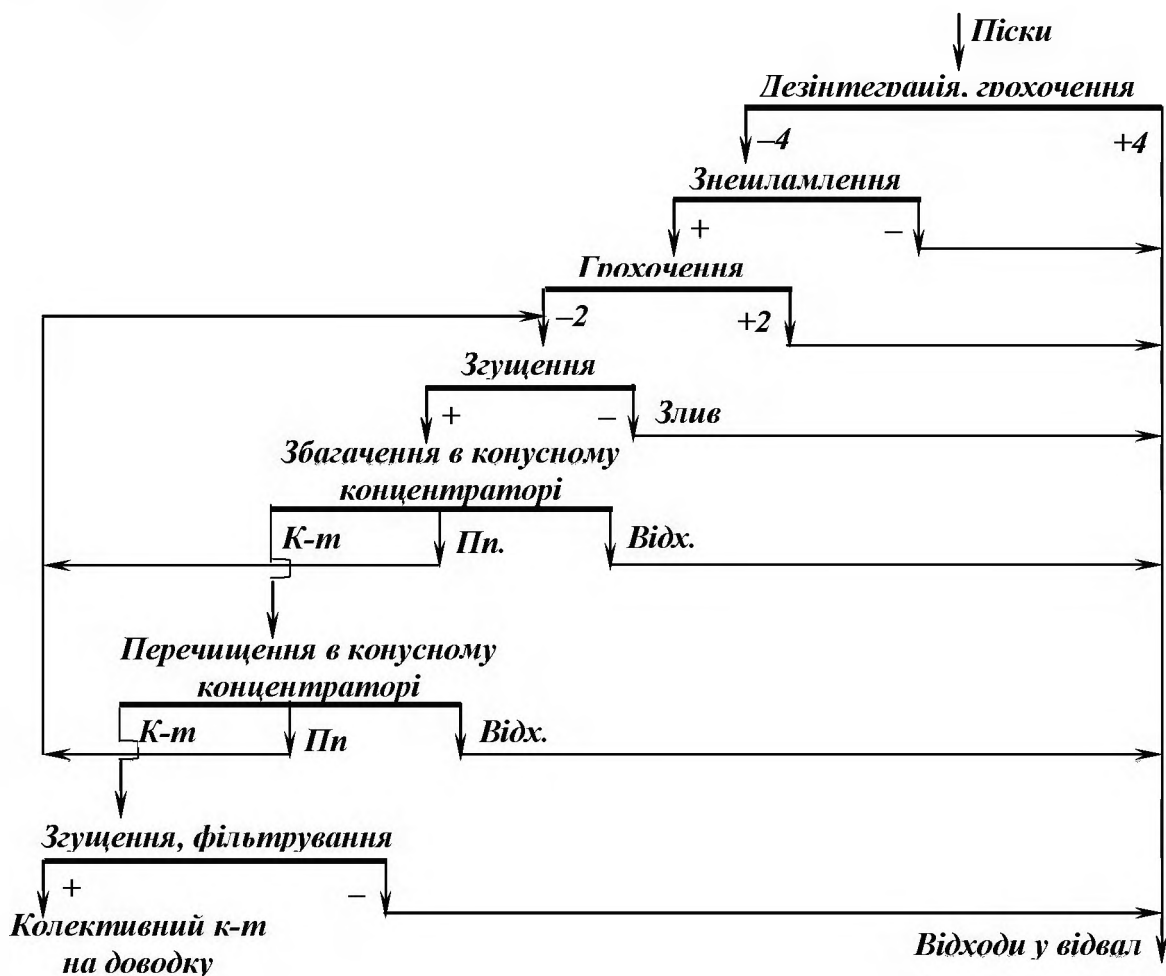 Піски
Дезінтеграція, грохочення
–4
+4
Знешламлення
+
–
Грохочення
–2
+2
Згущення
+
–
Злив
Збагачення в конусному
концентраторі
К-т
Пп.
Відх.
Перечищення в конусному
концентраторі
К-т
Пп
Відх.
Згущення, фільтрування
+
–
Колективний к-т
на доводку
Відходи у відвал